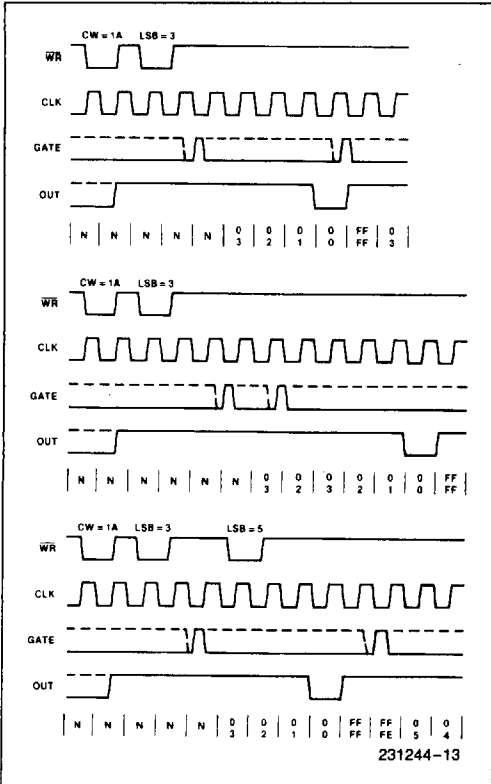 CW = 1A LSB = 3
WR
CLK
GATE
OUT
N N N N N 0 0 0 0 FF 0
3 2 1 0 FF 3
CW = 1A LSB = 3
WR
CLK
GATE
OUT
N N N N N N 0 0 0 0 0 0 FF
3 2 3 2 1 0 FF
CW = 1A LSB = 3 LSB = 5
WR
CLK
GATE
OUT
N N N N N 0 0 0 0 FF FF 0 0
3 2 1 0 FF FE 5 4
231244-13